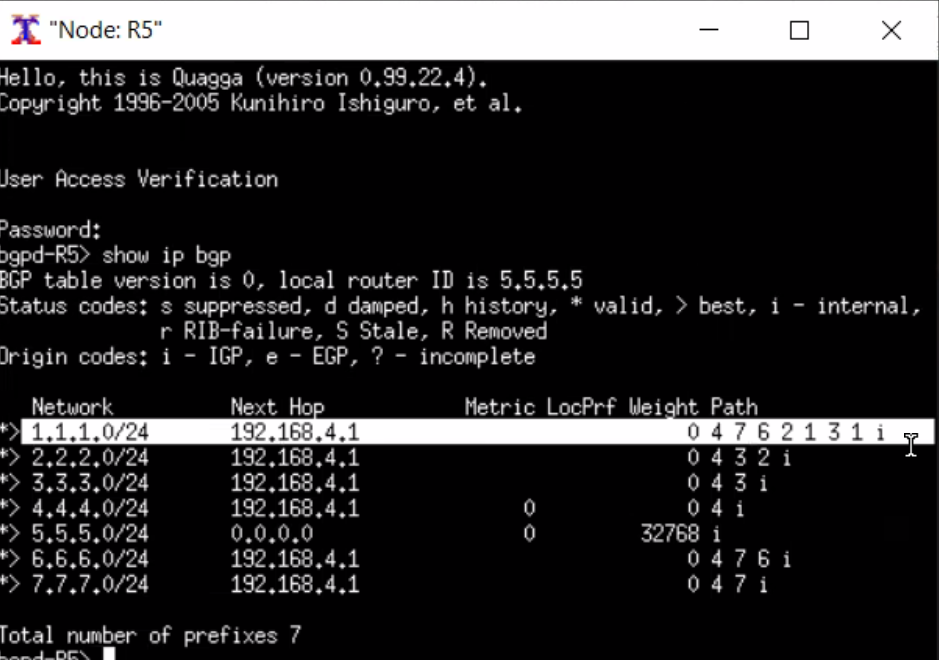 "Node: R5"
Hello, this is Quagga (version 0.99.22.4).
Copyright 1996-2005 Kunihiro Ishiguro, et al.
User Access Verification
Password:
bgpd-R5> show ip bgp
BGP table version is 0, local router ID is 5.5.5.5
Status codes: s suppressed, d damped, h history, * valid, > best, i - internal,
r RIB-failure, S Stale, R Removed
Origin codes: i - IGP, e - EGP, ? - incomplete
Network Next Hop Metric LocPrf Weight Path
*> 1.1.1.0/24 192.168.4.1 0 4 7 6 2 1 3 1 i
*> 2.2.2.0/24 192.168.4.1 0 4 3 2 i
*> 3.3.3.0/24 192.168.4.1 0 4 3 i
*> 4.4.4.0/24 192.168.4.1 0 0 4 i
*> 5.5.5.0/24 0.0.0.0 0 32768 i
*> 6.6.6.0/24 192.168.4.1 0 4 7 6 i
*> 7.7.7.0/24 192.168.4.1 0 4 7 i
Total number of prefixes 7
bgpd-R5>